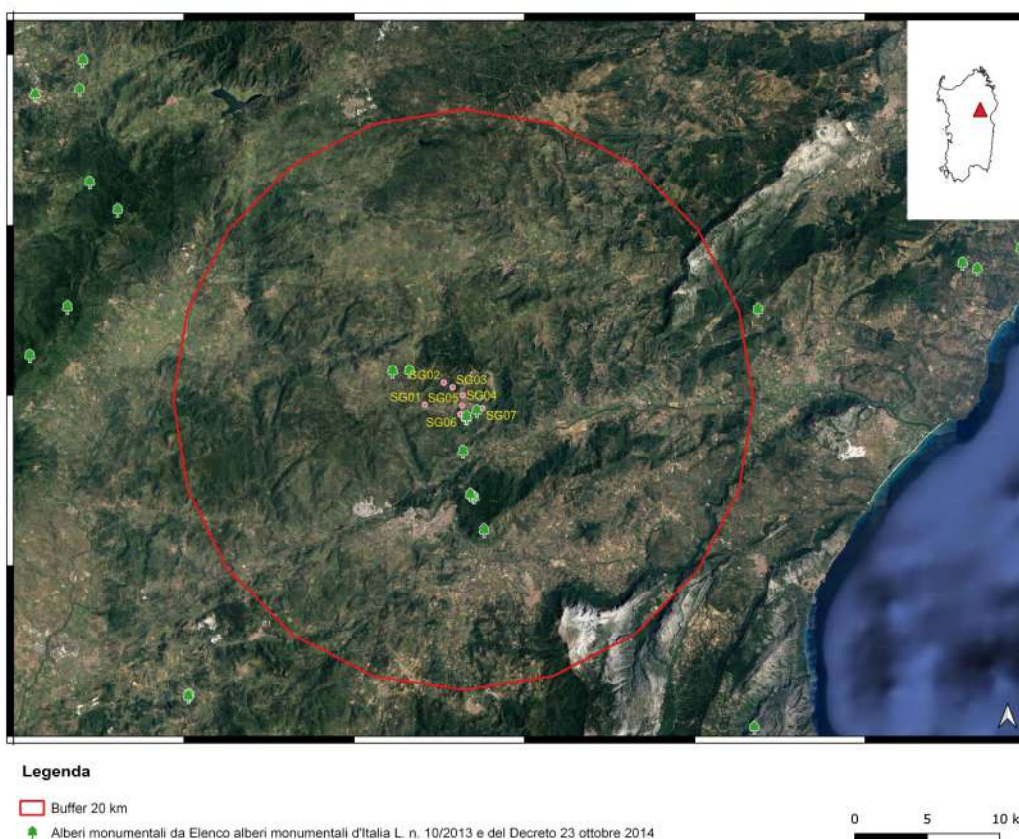 SG02
SG03
SG01
SG05
SG04
SG06
SG07
Legenda
Buffer 20 km
Alberi monumentali da Elenco alberi monumentali d'Italia L. n. 10/2013 e del Decreto 23 ottobre 2014
0 5 10 k